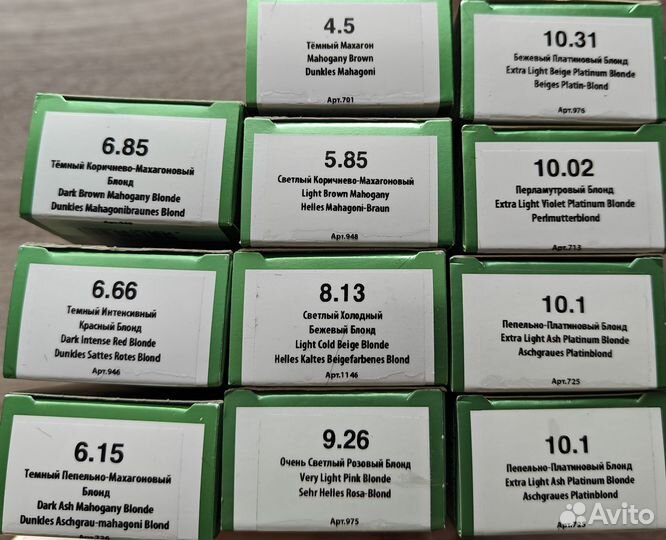 4.5
Тёмный Махагон
Mahogany Brown
Dunkles Mahagoni
Арт.701
10.31
Бежевый Платиновый Блонд
Extra Light Beige Platinum Blonde
Beiges Platin-Blond
Арт.976
6.85
Тёмный Коричнево-Махагоновый
Блонд
Dark Brown Mahogany Blonde
Dunkles Mahagonibraunes Blond
5.85
Светлый Коричнево-Махагоновый
Light Brown Mahogany
Helles Mahagoni-Braun
Арт.948
10.02
Перламутровый Блонд
Extra Light Violet Platinum Blonde
Perlmutterblond
Арт.713
6.66
Темный Интенсивный
Красный Блонд
Dark Intense Red Blonde
Dunkles Sattes Rotes Blond
Арт.946
8.13
Светлый Холодный
Бежевый Блонд
Light Cold Beige Blonde
Helles Kaltes Beigefarbenes Blond
Арт.1146
10.1
Пепельно-Платиновый Блонд
Extra Light Ash Platinum Blonde
Aschgraues Platinblond
Арт.725
6.15
Темный Пепельно-Махагоновый
Блонд
Dark Ash Mahogany Blonde
Dunkles Aschgrau-mahagoni Blond
9.26
Очень Светлый Розовый Блонд
Very Light Pink Blonde
Sehr Helles Rosa-Blond
Арт.975
10.1
Пепельно-Платиновый Блонд
Extra Light Ash Platinum Blonde
Aschgraues Platinblond
Арт.725
Avito